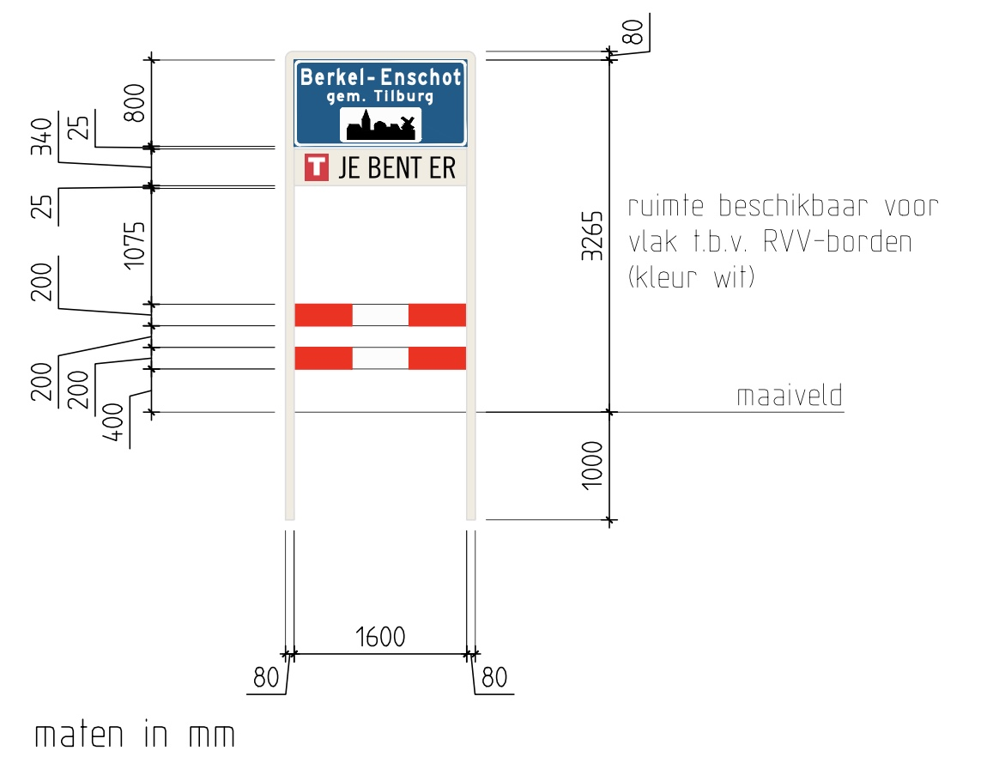 80
800
Berkel-Enschot
gem. Tilburg
340
25
T JE BENT ER
25
1075
3265
ruimte beschikbaar voor
vlak t.b.v. RVV-borden
(kleur wit)
200
200
200
400
maaiveld
1000
1600
80
80
maten in mm